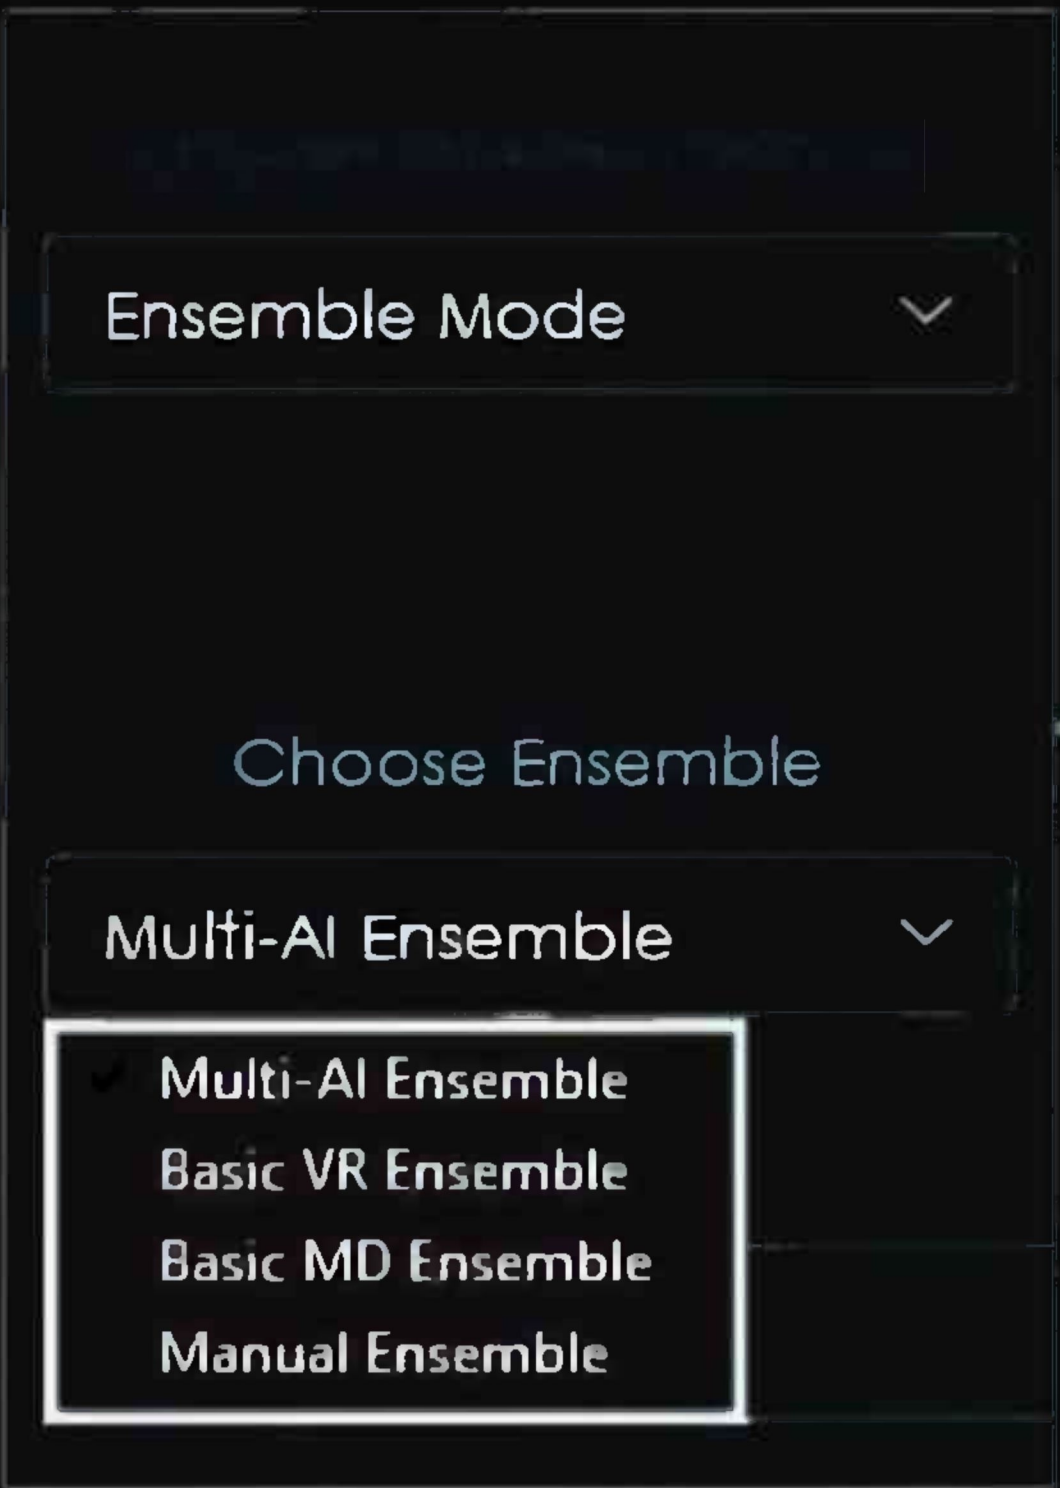 Ensemble Mode
Choose Ensemble
Multi-AI Ensemble
Multi-AI Ensemble
Basic VR Ensemble
Basic MD Ensemble
Manual Ensemble